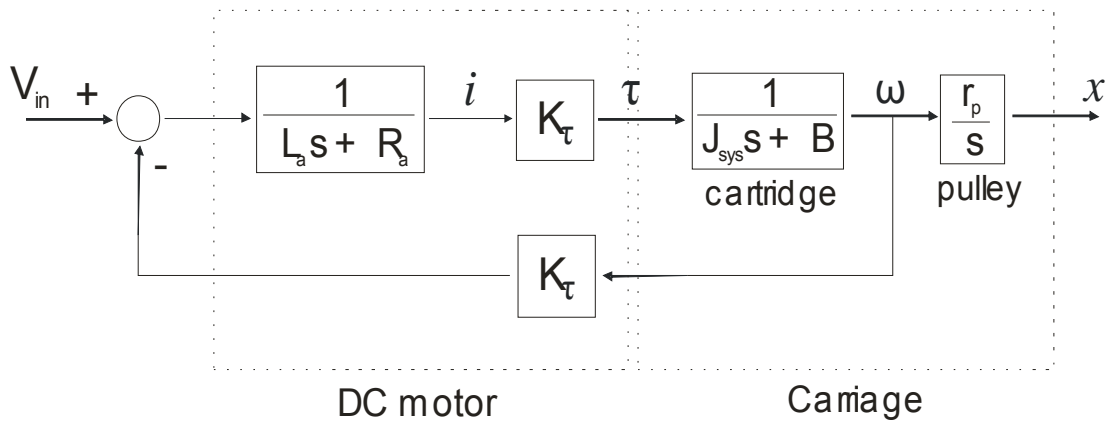 V_in + -
1
L_a s + R_a
i
K_τ
τ
1
J_sys s + B
cartridge
ω
r_p
s
pulley
x
K_τ
DC motor
Carriage